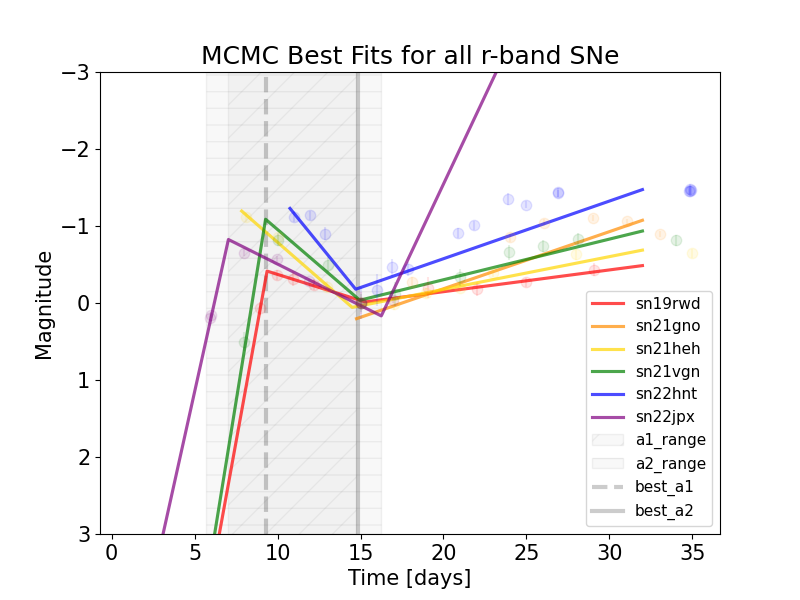 MCMC Best Fits for all r-band SNe
−3
−2
−1
0
1
2
3
Magnitude
0
5
10
15
20
25
30
35
Time [days]
sn19rwd
sn21gno
sn21heh
sn21vgn
sn22hnt
sn22jpx
a1_range
a2_range
best_a1
best_a2